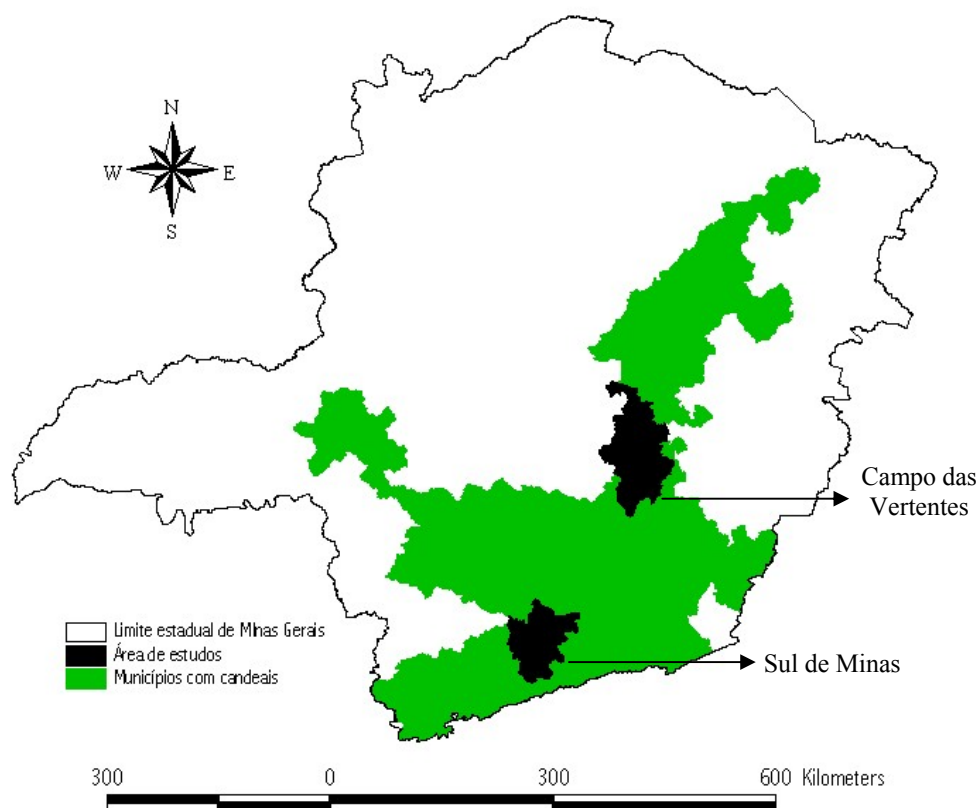 N
W E
S
Campo das
Vertentes
Limite estadual de Minas Gerais
Área de estudos
Municípios com candeais
Sul de Minas
300 0 300 600 Kilometers